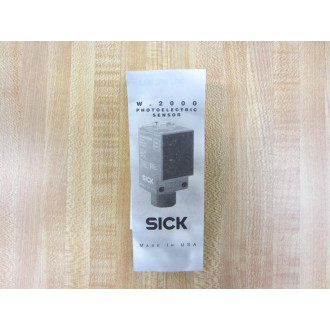 W.2000
PHOTOELECTRIC
SENSOR
SICK
Made in USA